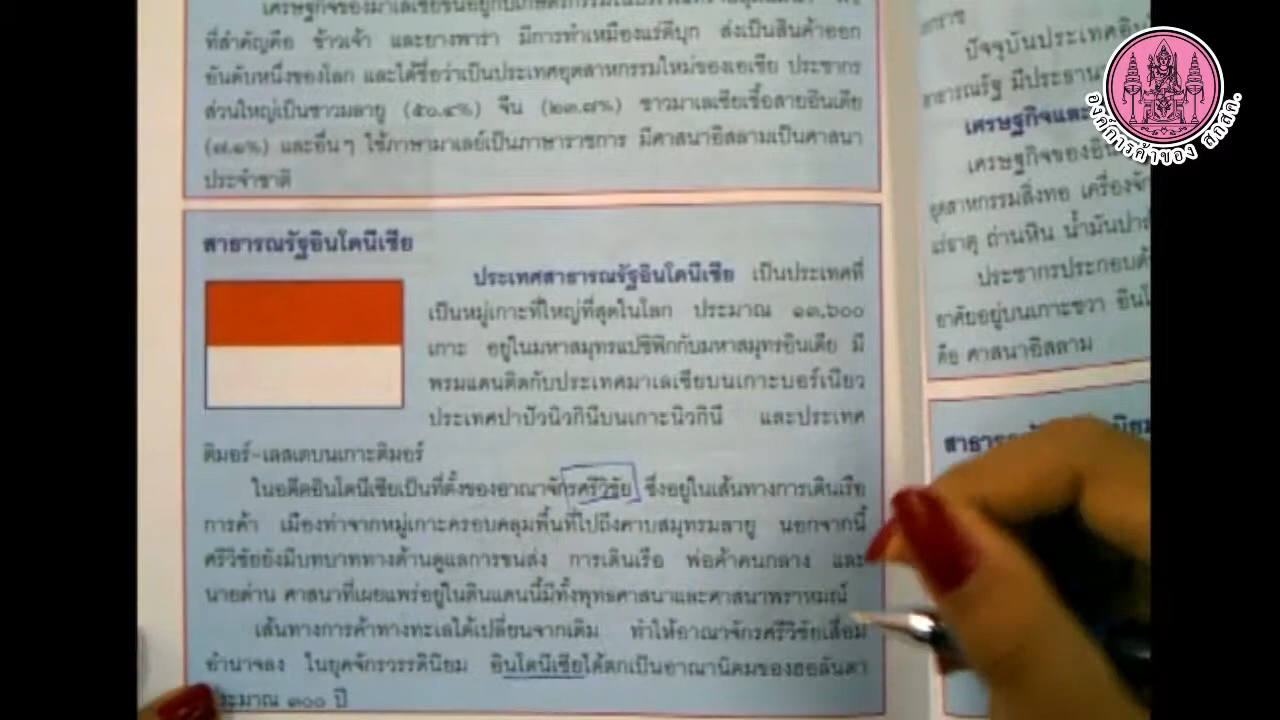 ที่สำคัญคือ ข้าวเจ้า และยางพารา มีการทำเหมืองแร่ดีบุก ส่งเป็นสินค้าออก
อันดับหนึ่งของโลก และได้ชื่อว่าเป็นประเทศอุตสาหกรรมใหม่ของเอเชีย ประชากร
ส่วนใหญ่เป็นชาวมลายู (๕๐.๔%) จีน (๒๓.๗%) ชาวมาเลเซียเชื้อสายอินเดีย
(๗.๑%) และอื่นๆ ใช้ภาษามาเลย์เป็นภาษาราชการ มีศาสนาอิสลามเป็นศาสนา
ประจำชาติ
สาธารณรัฐอินโดนีเซีย
ประเทศสาธารณรัฐอินโดนีเซีย เป็นประเทศที่
เป็นหมู่เกาะที่ใหญ่ที่สุดในโลก ประมาณ ๑๓,๖๐๐
เกาะ อยู่ในมหาสมุทรแปซิฟิกกับมหาสมุทรอินเดีย มี
พรมแดนติดกับประเทศมาเลเซียบนเกาะบอร์เนียว
ประเทศปาปัวนิวกินีบนเกาะนิวกินี และประเทศ
ติมอร์-เลสเตบนเกาะติมอร์
ในอดีตอินโดนีเซียเป็นที่ตั้งของอาณาจักรศรีวิชัย ซึ่งอยู่ในเส้นทางการเดินเรือ
การค้า เมืองท่าจากหมู่เกาะครอบคลุมพื้นที่ไปถึงคาบสมุทรมลายู นอกจากนี้
ศรีวิชัยยังมีบทบาททางด้านดูแลการขนส่ง การเดินเรือ พ่อค้าคนกลาง และ
นายด่าน ศาสนาที่เผยแพร่อยู่ในดินแดนนี้มีทั้งพุทธศาสนาและศาสนาพราหมณ์
เส้นทางการค้าทางทะเลได้เปลี่ยนจากเดิม ทำให้อาณาจักรศรีวิชัยเสื่อม
อำนาจลง ในยุคจักรวรรดินิยม อินโดนีเซียได้ตกเป็นอาณานิคมของฮอลันดา
ประมาณ ๓๐๐ ปี
ปัจจุบันประเทศ
สาธารณรัฐ มีประธาน
เศรษฐกิจและ
เศรษฐกิจของ
อุตสาหกรรมสิ่งทอ เครื่องจัก
แร่ธาตุ ถ่านหิน น้ำมันปาล์
ประชากรประกอบด้
อาศัยอยู่บนเกาะชวา
คือ ศาสนาอิสลาม
องค์การค้าของ สกสค.